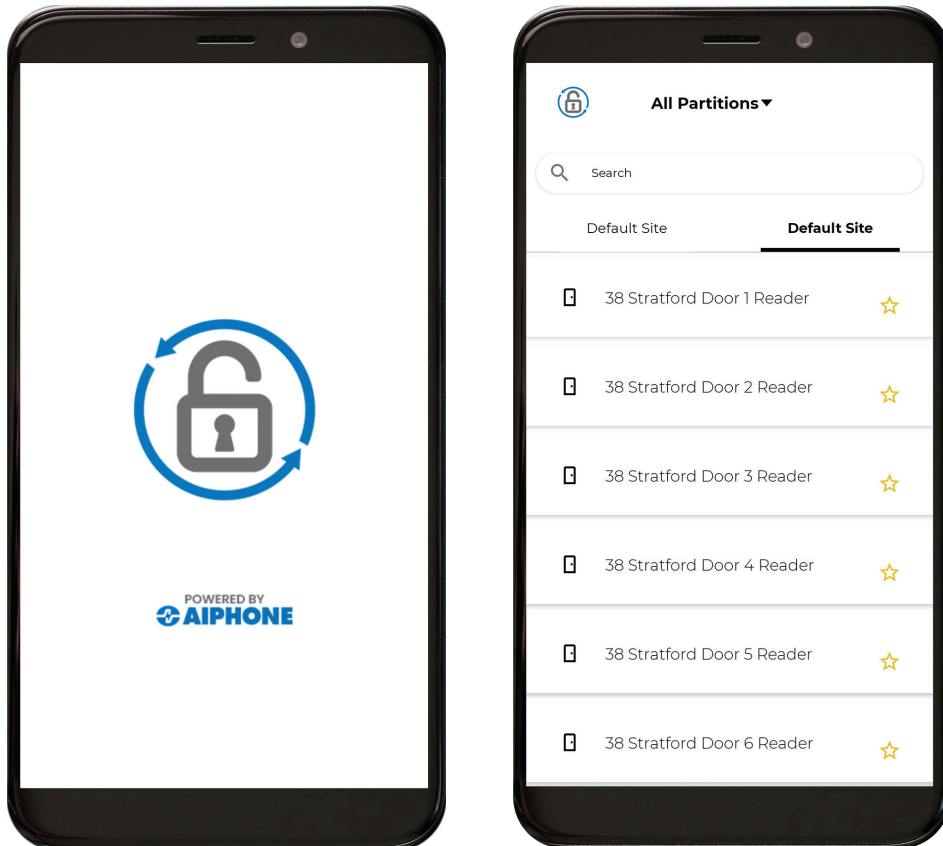 POWERED BY
AIPHONE
All Partitions
Search
Default Site Default Site
38 Stratford Door 1 Reader
38 Stratford Door 2 Reader
38 Stratford Door 3 Reader
38 Stratford Door 4 Reader
38 Stratford Door 5 Reader
38 Stratford Door 6 Reader